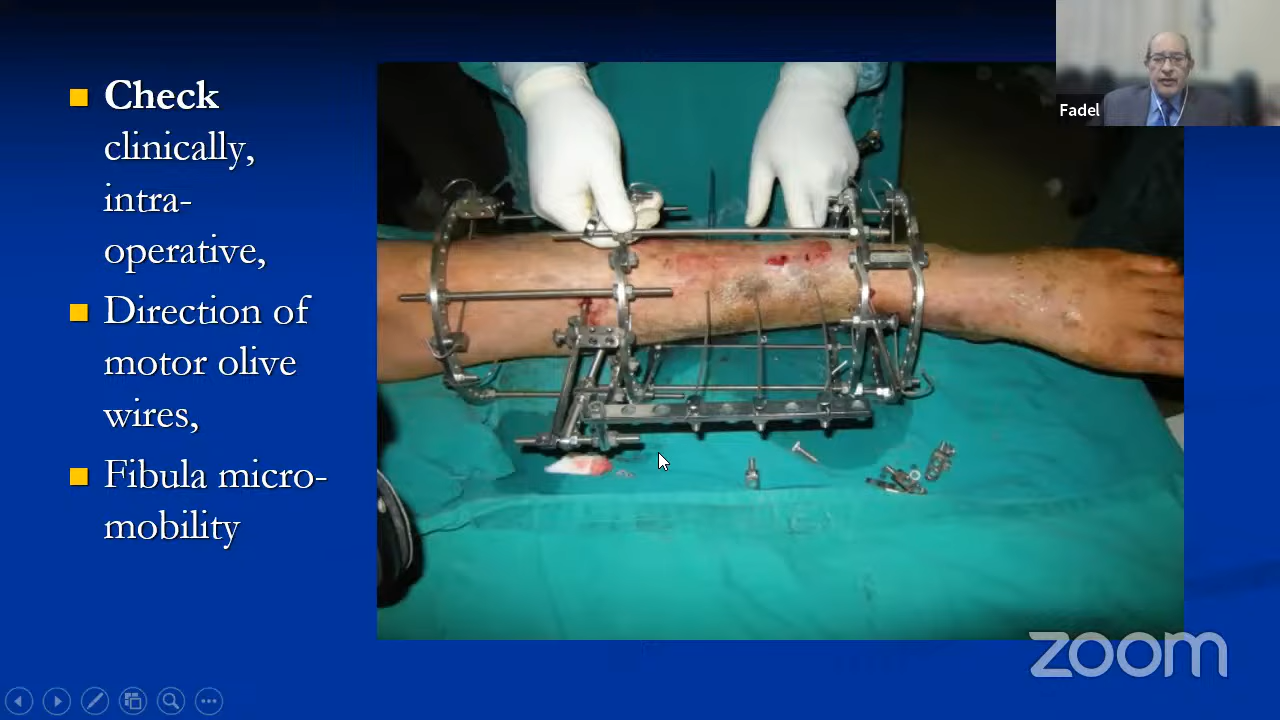 Check
clinically,
intra-
operative,
Direction of
motor olive
wires,
Fibula micro-
mobility
Fadel
zoom